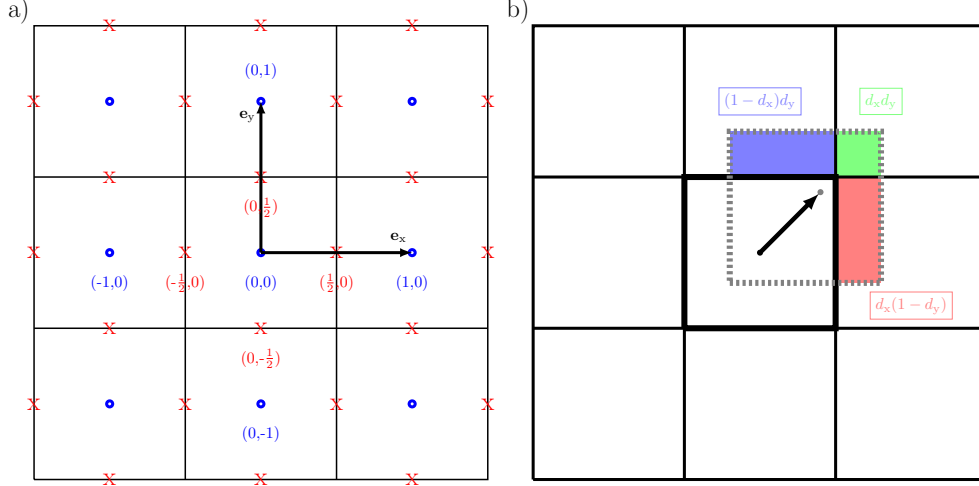 a)
b)
X X X
(0,1)
X X X X
e_y
(1 − d_x)d_y
d_xd_y
X X X
(0,½)
e_x
X X X X
(-1,0) (-½,0) (0,0) (½,0) (1,0)
d_x(1 − d_y)
X X X
(0,-½)
X X X X
(0,-1)
X X X